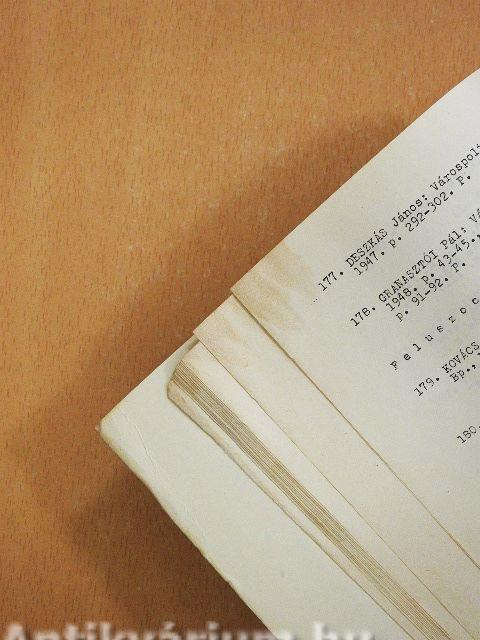 177. DESZKÁS János: Várospoli
1947. p. 292-302. P.
178. GRANASZTÓI Pál: Vá
1948. p. 43-45.,
p. 91-92. P.
F e l u s z o c
179. KOVÁCS
Bp.,
180.
Antikvárium.hu